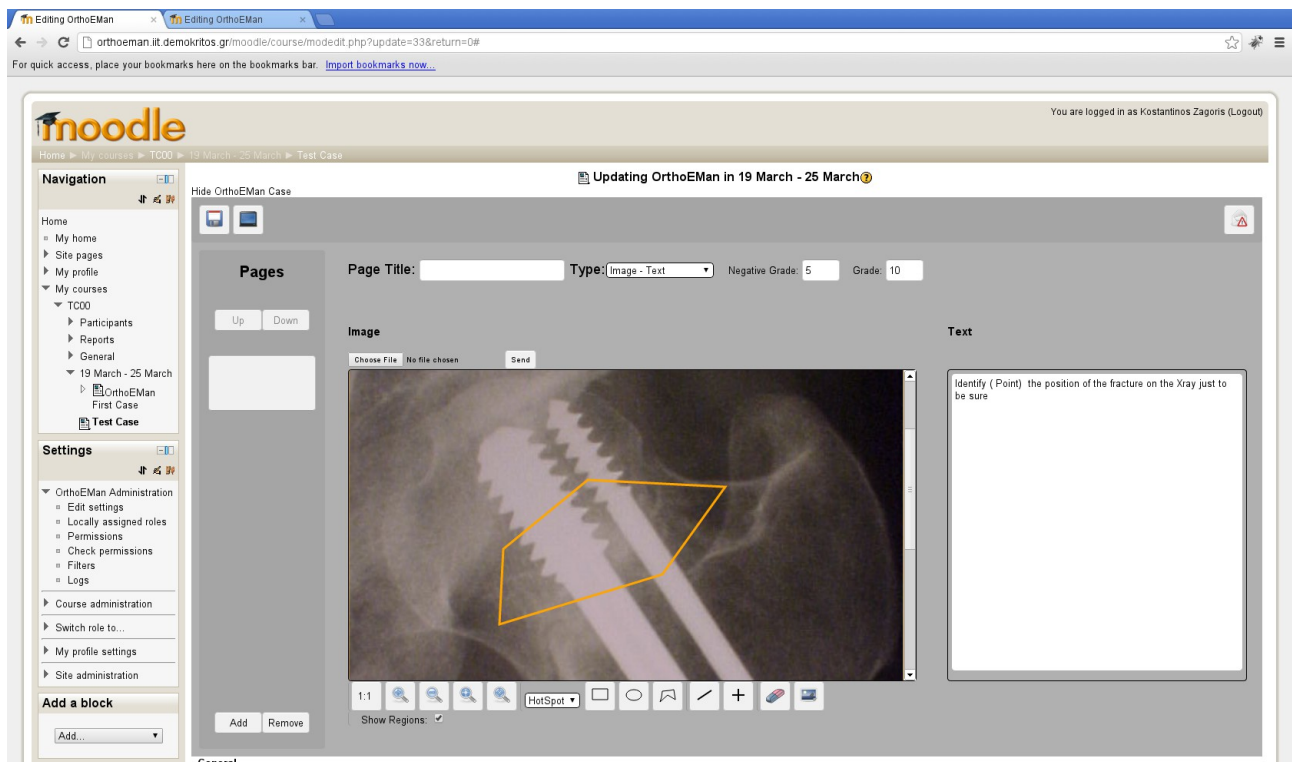 Editing OrthoEMan
Editing OrthoEMan
orthoeman.iit.demokritos.gr/moodle/course/modedit.php?update=33&return=0#
For quick access, place your bookmarks here on the bookmarks bar. Import bookmarks now...
moodle
You are logged in as Kostantinos Zagoris (Logout)
Home ► My courses ► TC00 ► 19 March - 25 March ► Test Case
Navigation
Home
My home
Site pages
My profile
My courses
TC00
Participants
Reports
General
19 March - 25 March
OrthoEMan
First Case
Test Case
Settings
OrthoEMan Administration
Edit settings
Locally assigned roles
Permissions
Check permissions
Filters
Logs
Course administration
Switch role to...
My profile settings
Site administration
Add a block
Add...
Updating OrthoEMan in 19 March - 25 March
Hide OrthoEMan Case
Pages
Up Down
Add Remove
Page Title:
Type: Image - Text
Negative Grade: 5
Grade: 10
Image
Choose File No file chosen Send
1:1
HotSpot
Show Regions:
Text
Identify ( Point) the position of the fracture on the Xray just to
be sure